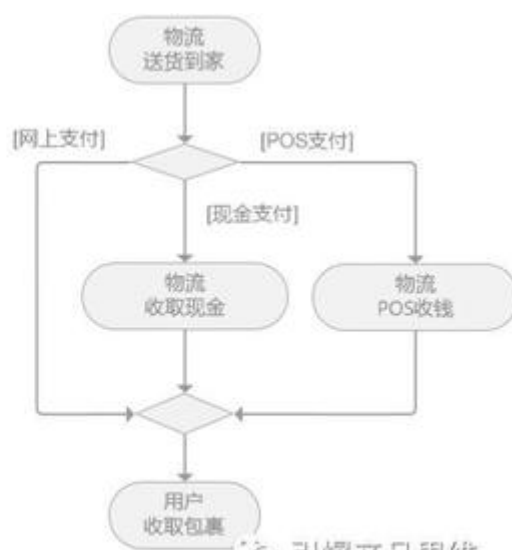 物流
送货到家
[网上支付]
[POS支付]
[现金支付]
物流
收取现金
物流
POS收钱
用户
收取包裹